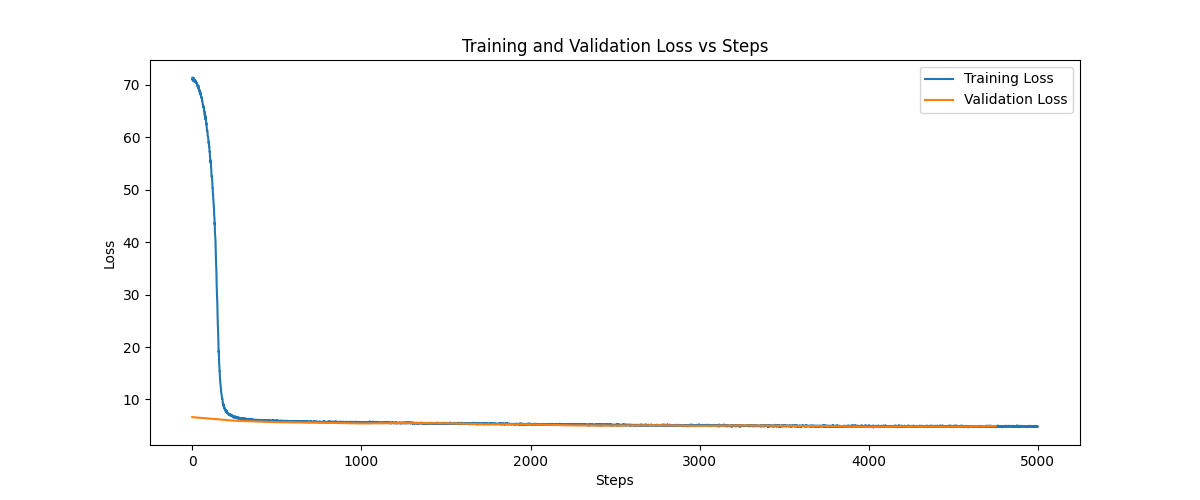 Training and Validation Loss vs Steps
Training Loss
Validation Loss
70
60
50
40
30
20
10
Loss
0 1000 2000 3000 4000 5000
Steps